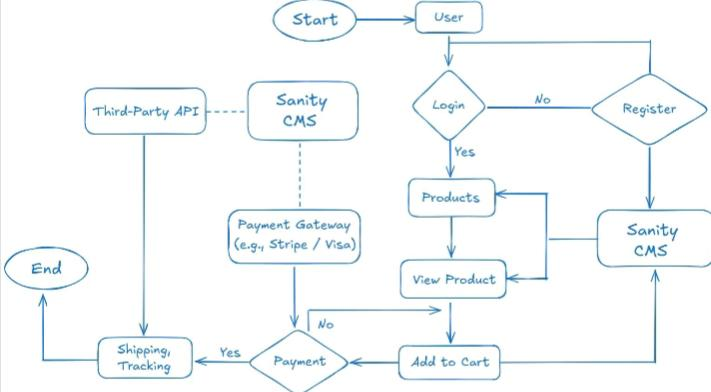 Start
User
Third-Party API
Sanity
CMS
Login
No
Register
Yes
Products
Payment Gateway
(e.g., Stripe / Visa)
Sanity
CMS
End
View Product
No
Shipping,
Tracking
Yes
Payment
Add to Cart